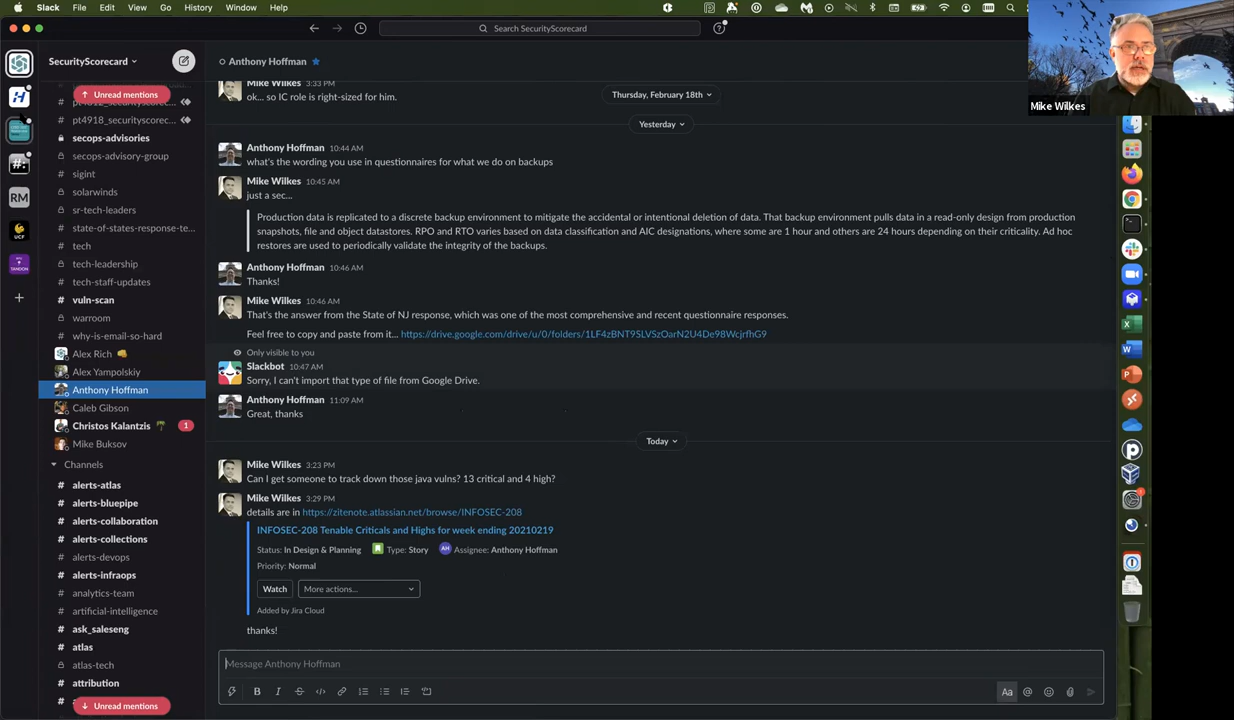 Slack File Edit View Go History Window Help
Search SecurityScorecard
SecurityScorecard
Anthony Hoffman
Unread mentions
Mike Wilkes
# pt4918_securityscorec...
secops-advisories
secops-advisory-group
# sigint
solarwinds
sr-tech-leaders
# state-of-states-response-te...
# tech
tech-leadership
# tech-staff-updates
# vuln-scan
warroom
# why-is-email-so-hard
Alex Rich
Alex Yampolskiy
Anthony Hoffman
Caleb Gibson
Christos Kalantzis 1
Mike Buksov
Channels
# alerts-atlas
# alerts-bluepipe
# alerts-collaboration
# alerts-collections
# alerts-devops
# alerts-infraops
# analytics-team
# artificial-intelligence
# ask_saleseng
# atlas
atlas-tech
# attribution
Unread mentions
RM
UCF
Mike Wilkes 3:33 PM
ok... so IC role is right-sized for him.
Thursday, February 18th
Yesterday
Anthony Hoffman 10:44 AM
what's the wording you use in questionnaires for what we do on backups
Mike Wilkes 10:45 AM
just a sec...
Production data is replicated to a discrete backup environment to mitigate the accidental or intentional deletion of data. That backup environment pulls data in a read-only design from production
snapshots, file and object datastores. RPO and RTO varies based on data classification and AIC designations, where some are 1 hour and others are 24 hours depending on their criticality. Ad hoc
restores are used to periodically validate the integrity of the backups.
Anthony Hoffman 10:46 AM
Thanks!
Mike Wilkes 10:46 AM
That's the answer from the State of NJ response, which was one of the most comprehensive and recent questionnaire responses.
Feel free to copy and paste from it... https://drive.google.com/drive/u/0/folders/1LF4zBNT9SLVSzOarN2U4De98WcjrfhG9
Only visible to you
Slackbot 10:47 AM
Sorry, I can't import that type of file from Google Drive.
Anthony Hoffman 11:09 AM
Great, thanks
Today
Mike Wilkes 3:23 PM
Can I get someone to track down those java vulns? 13 critical and 4 high?
Mike Wilkes 3:29 PM
details are in https://zitenote.atlassian.net/browse/INFOSEC-208
INFOSEC-208 Tenable Criticals and Highs for week ending 20210219
Status: In Design & Planning Type: Story Assignee: AH Anthony Hoffman
Priority: Normal
Watch More actions...
Added by Jira Cloud
thanks!
Message Anthony Hoffman
Aa